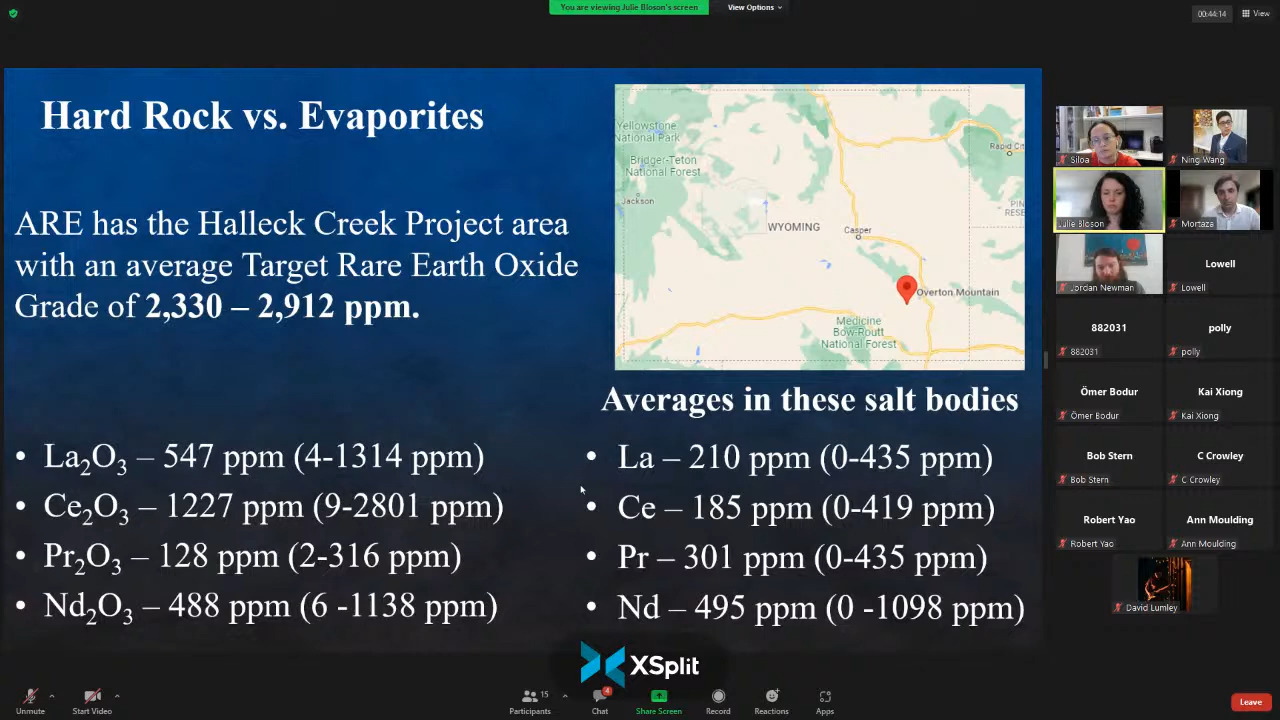 You are viewing Julie Bloson's screen
View Options
00:44:14
View
Hard Rock vs. Evaporites
ARE has the Halleck Creek Project area
with an average Target Rare Earth Oxide
Grade of 2,330 – 2,912 ppm.
Yellowstone
National Park
Bridger-Teton
National Forest
Jackson
WYOMING
Casper
Rapid Cit
PIN
RESE
Overton Mountain
Medicine
Bow-Routt
National Forest
Averages in these salt bodies
• La₂O₃ – 547 ppm (4-1314 ppm)
• Ce₂O₃ – 1227 ppm (9-2801 ppm)
• Pr₂O₃ – 128 ppm (2-316 ppm)
• Nd₂O₃ – 488 ppm (6 -1138 ppm)
• La – 210 ppm (0-435 ppm)
• Ce – 185 ppm (0-419 ppm)
• Pr – 301 ppm (0-435 ppm)
• Nd – 495 ppm (0 -1098 ppm)
XSplit
Siloa
Ning Wang
Julie Bloson
Mortaza
Jordan Newman
Lowell
Lowell
882031
polly
882031
polly
Ömer Bodur
Kai Xiong
Ömer Bodur
Kai Xiong
Bob Stern
C Crowley
Bob Stern
C Crowley
Robert Yao
Ann Moulding
Robert Yao
Ann Moulding
David Lumley
Unmute
Start Video
Participants
15
Chat
4
Share Screen
Record
Reactions
Apps
Leave